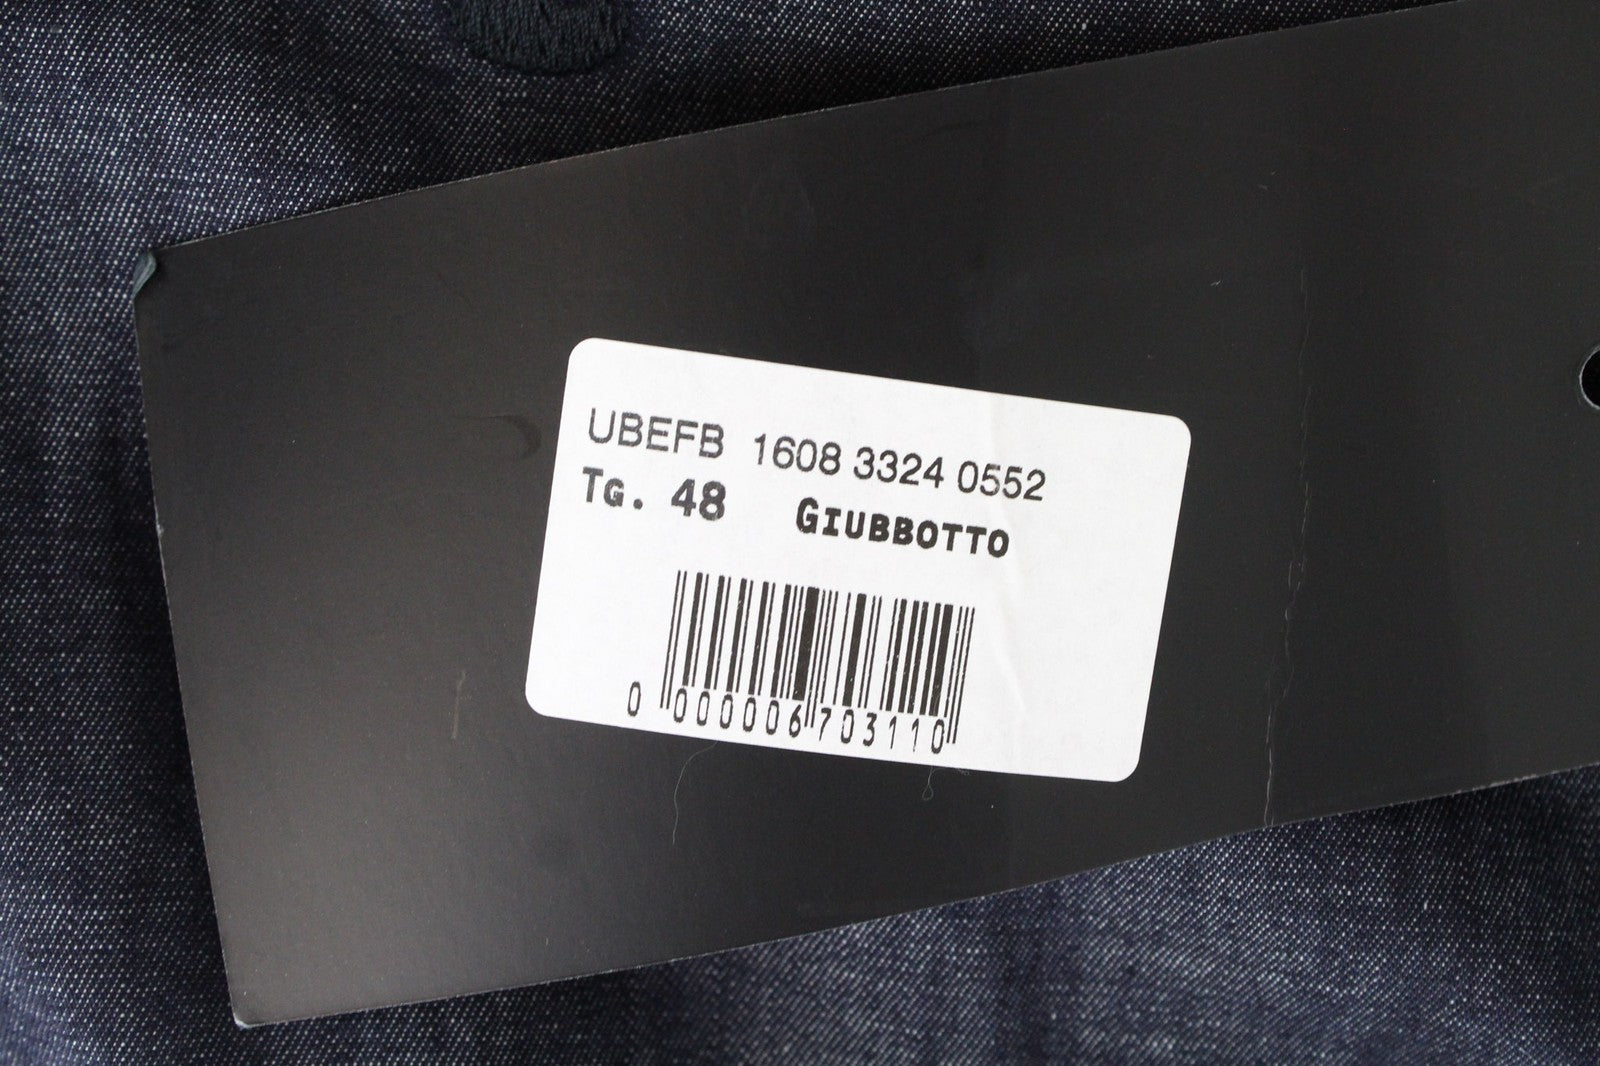 UBEFB 1608 3324 0552
Tg. 48 GIUBBOTTO
0 000006 703110